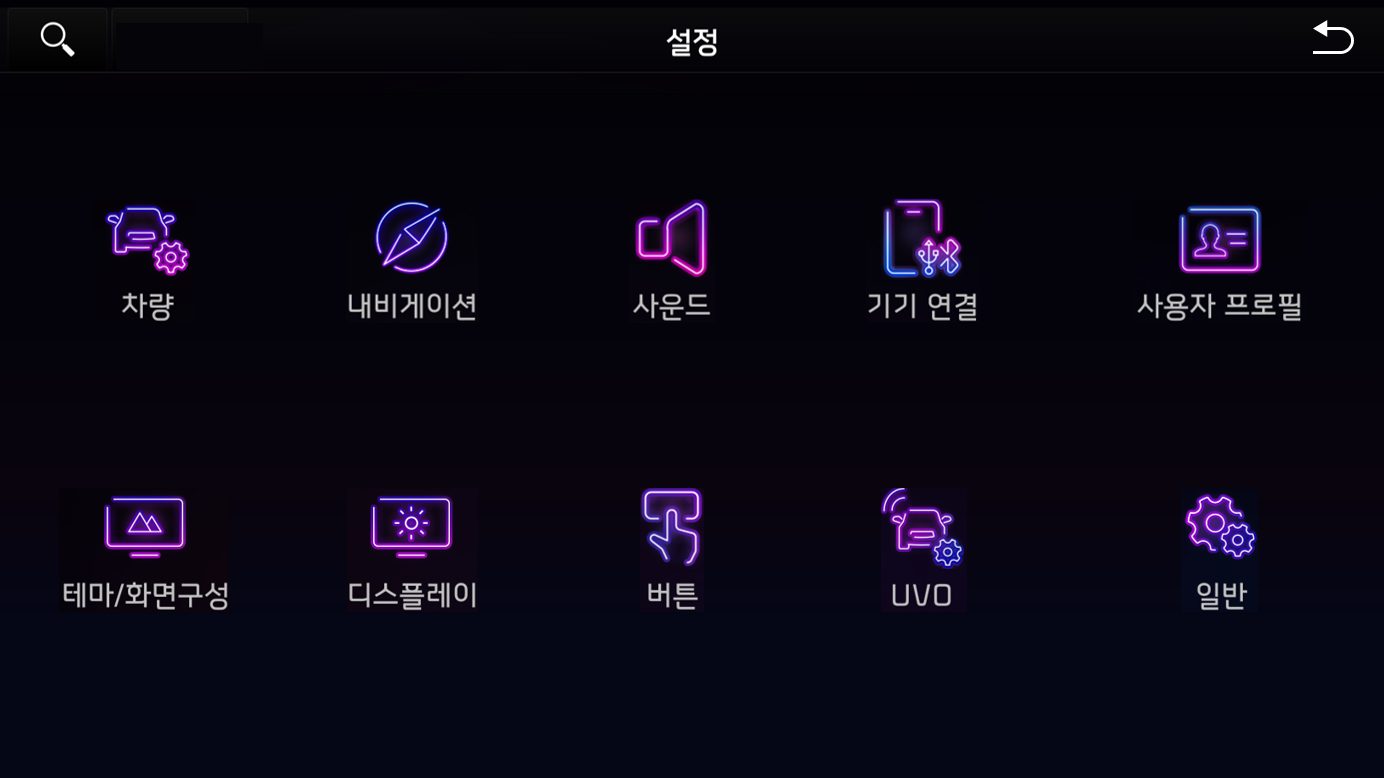 설정
차량
내비게이션
사운드
기기 연결
사용자 프로필
테마/화면구성
디스플레이
버튼
UVO
일반